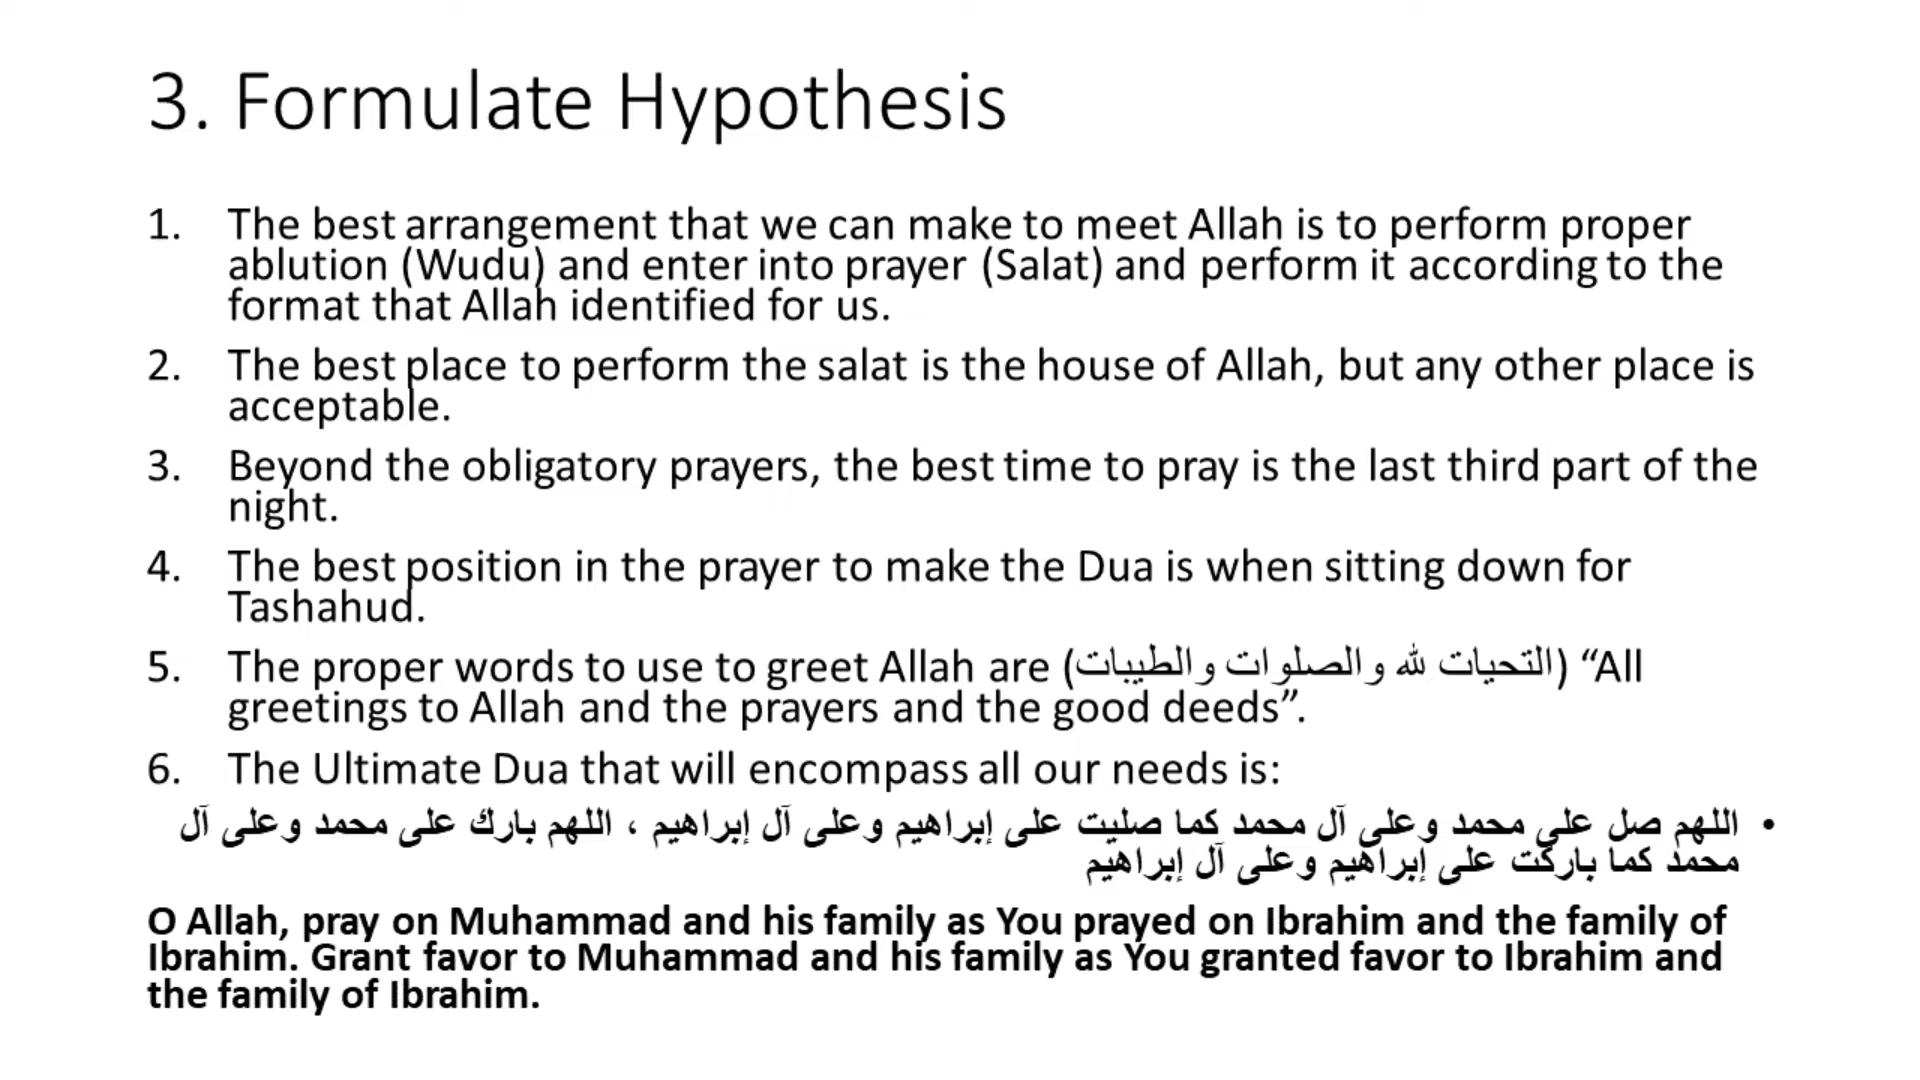 3. Formulate Hypothesis
1. The best arrangement that we can make to meet Allah is to perform proper
ablution (Wudu) and enter into prayer (Salat) and perform it according to the
format that Allah identified for us.
2. The best place to perform the salat is the house of Allah, but any other place is
acceptable.
3. Beyond the obligatory prayers, the best time to pray is the last third part of the
night.
4. The best position in the prayer to make the Dua is when sitting down for
Tashahud.
5. The proper words to use to greet Allah are (التحيات لله والصلوات والطيبات) “All
greetings to Allah and the prayers and the good deeds”.
6. The Ultimate Dua that will encompass all our needs is:
• اللهم صل على محمد وعلى آل محمد كما صليت على إبراهيم وعلى آل إبراهيم ، اللهم بارك على محمد وعلى آل
محمد كما باركت على إبراهيم وعلى آل إبراهيم
O Allah, pray on Muhammad and his family as You prayed on Ibrahim and the family of
Ibrahim. Grant favor to Muhammad and his family as You granted favor to Ibrahim and
the family of Ibrahim.